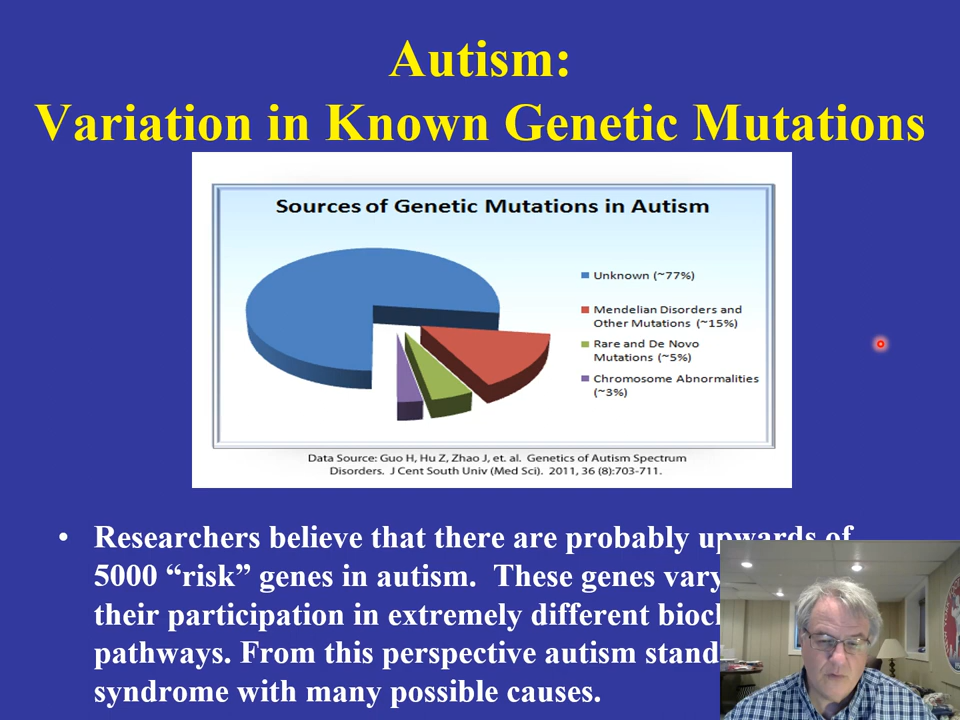 Autism:
Variation in Known Genetic Mutations
Sources of Genetic Mutations in Autism
Unknown (~77%)
Mendelian Disorders and
Other Mutations (~15%)
Rare and De Novo
Mutations (~5%)
Chromosome Abnormalities
(~3%)
Data Source: Guo H, Hu Z, Zhao J, et. al. Genetics of Autism Spectrum
Disorders. J Cent South Univ (Med Sci). 2011, 36 (8):703-711.
• Researchers believe that there are probably upwards of
5000 “risk” genes in autism. These genes vary
their participation in extremely different
pathways. From this perspective autism
syndrome with many possible causes.